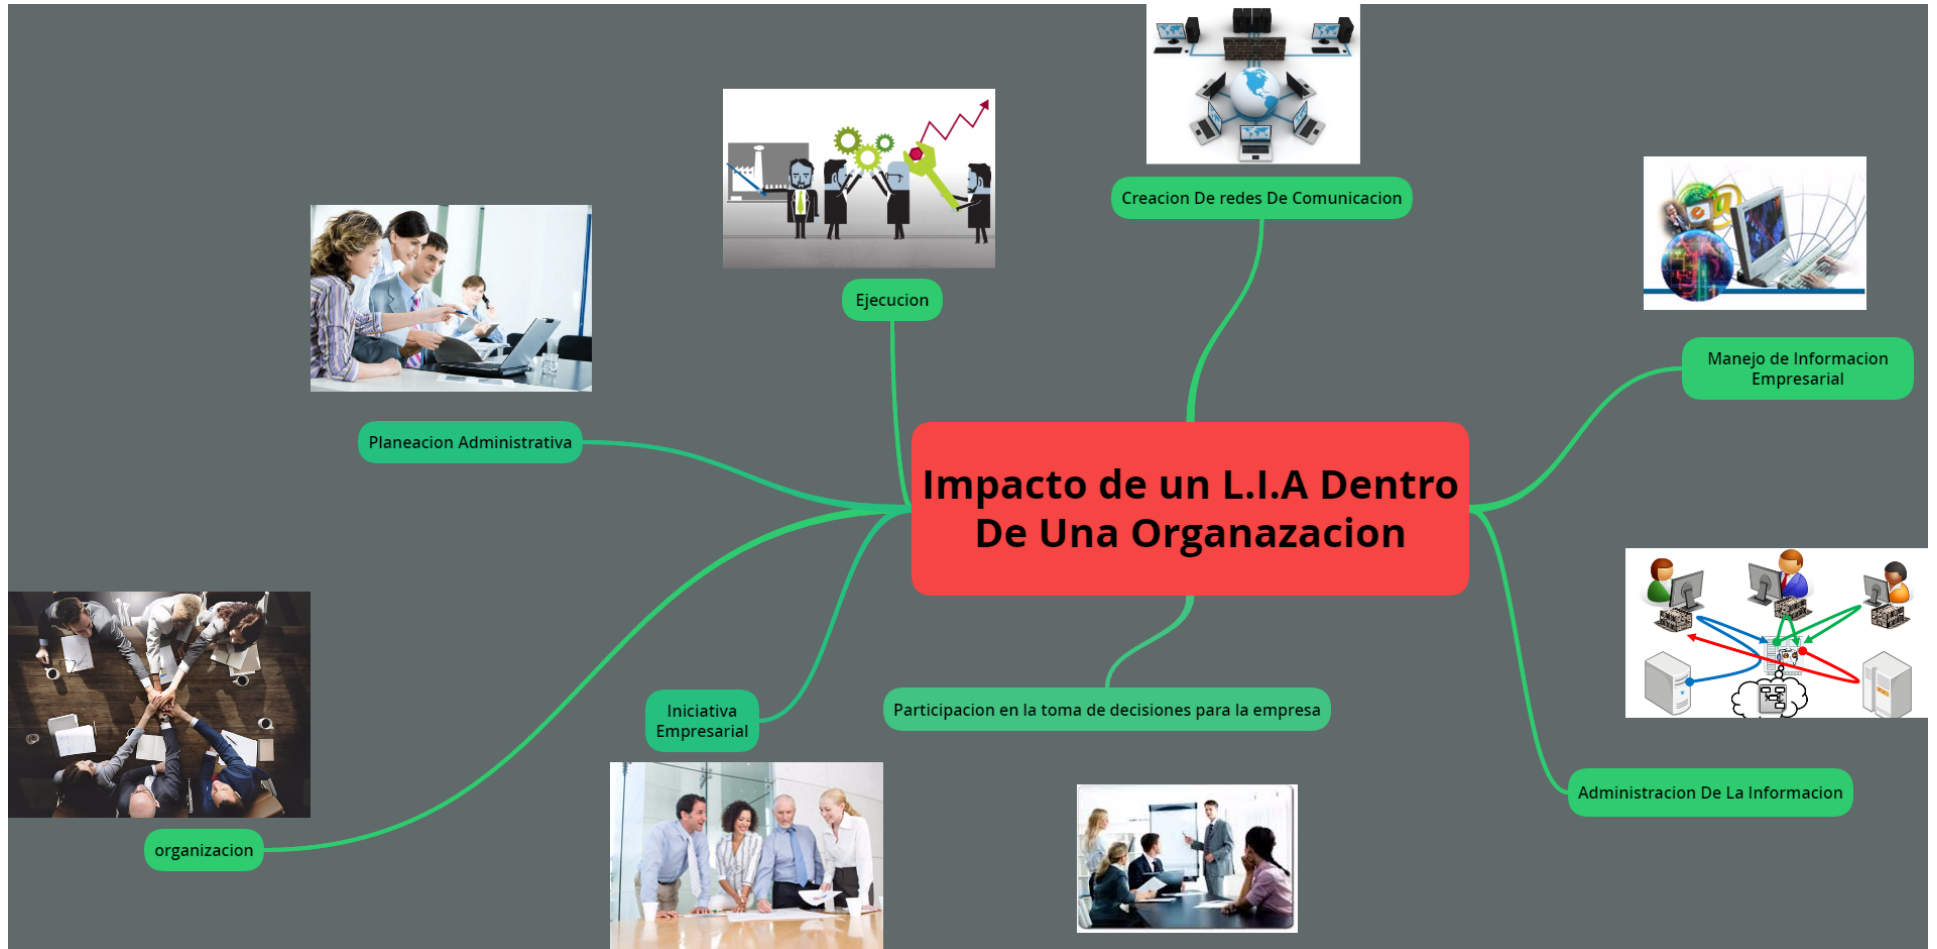 Creacion De redes De Comunicacion
Ejecucion
Manejo de Informacion
Empresarial
Planeacion Administrativa
Impacto de un L.I.A Dentro
De Una Organazacion
Iniciativa
Empresarial
Participacion en la toma de decisiones para la empresa
Administracion De La Informacion
organizacion